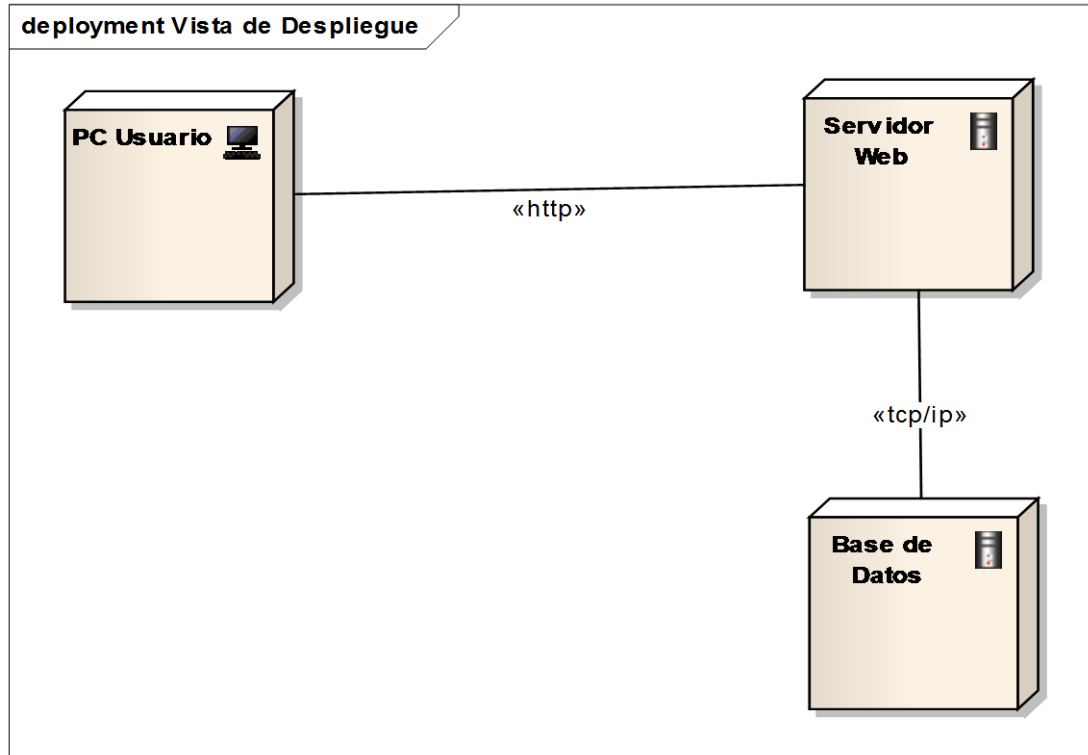 deployment Vista de Despliegue
PC Usuario
Servidor
Web
«http»
«tcp/ip»
Base de
Datos